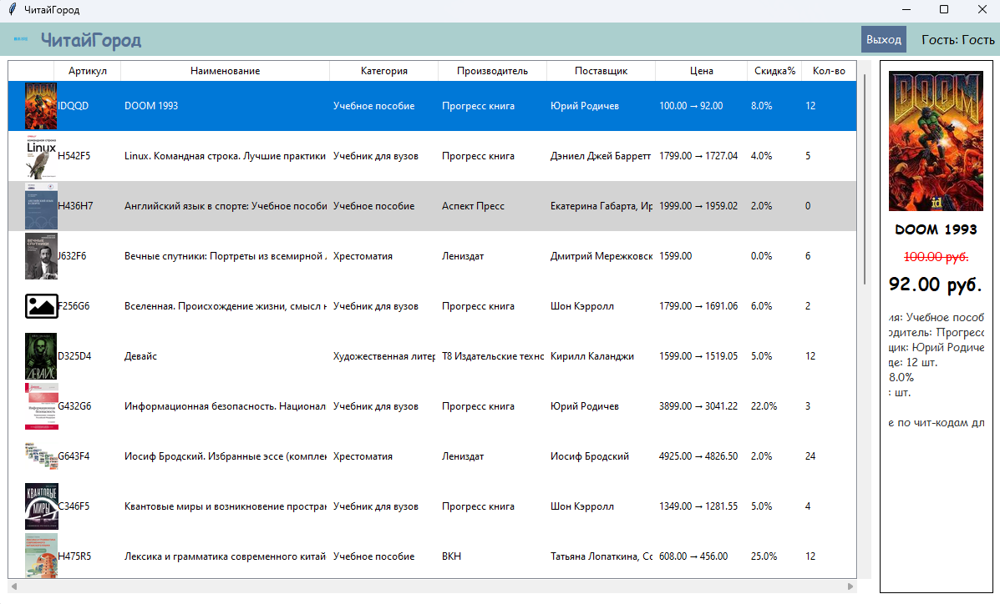 ЧитайГород
ЧитайГород
Выход
Гость: Гость
Артикул Наименование Категория Производитель Поставщик Цена Скидка% Кол-во
IDQQD DOOM 1993 Учебное пособие Прогресс книга Юрий Родичев 100.00 → 92.00 8.0% 12
H542F5 Linux. Командная строка. Лучшие практики Учебник для вузов Прогресс книга Дэниел Джей Барретт 1799.00 → 1727.04 4.0% 5
H436H7 Английский язык в спорте: Учебное пособи Учебное пособие Аспект Пресс Екатерина Габарта, Ир 1999.00 → 1959.02 2.0% 0
J632F6 Вечные спутники: Портреты из всемирной Хрестоматия Лениздат Дмитрий Мережковск 1599.00 0.0% 6
F256G6 Вселенная. Происхождение жизни, смысл н Учебник для вузов Прогресс книга Шон Кэрролл 1799.00 → 1691.06 6.0% 2
D325D4 Девайс Художественная литер Т8 Издательские техно Кирилл Каланджи 1599.00 → 1519.05 5.0% 12
G432G6 Информационная безопасность. Национал Учебник для вузов Прогресс книга Юрий Родичев 3899.00 → 3041.22 22.0% 3
G643F4 Иосиф Бродский. Избранные эссе (комплек Хрестоматия Лениздат Иосиф Бродский 4925.00 → 4826.50 2.0% 24
C346F5 Квантовые миры и возникновение простран Учебник для вузов Прогресс книга Шон Кэрролл 1349.00 → 1281.55 5.0% 4
H475R5 Лексика и грамматика современного китай Учебное пособие ВКН Татьяна Лопаткина, Сс 608.00 → 456.00 25.0% 12
DOOM
командная строка
Linux
ВЕЧНЫЕ СПУТНИКИ
ДЕВАЙС
Информационная безопасность
КВАНТОВЫЕ МИРЫ
DOOM
id
DOOM 1993
100.00 руб.
92.00 руб.
ия: Учебное пособ
одитель: Прогресс
щик: Юрий Родиче
де: 12 шт.
8.0%
: шт.
е по чит-кодам дл